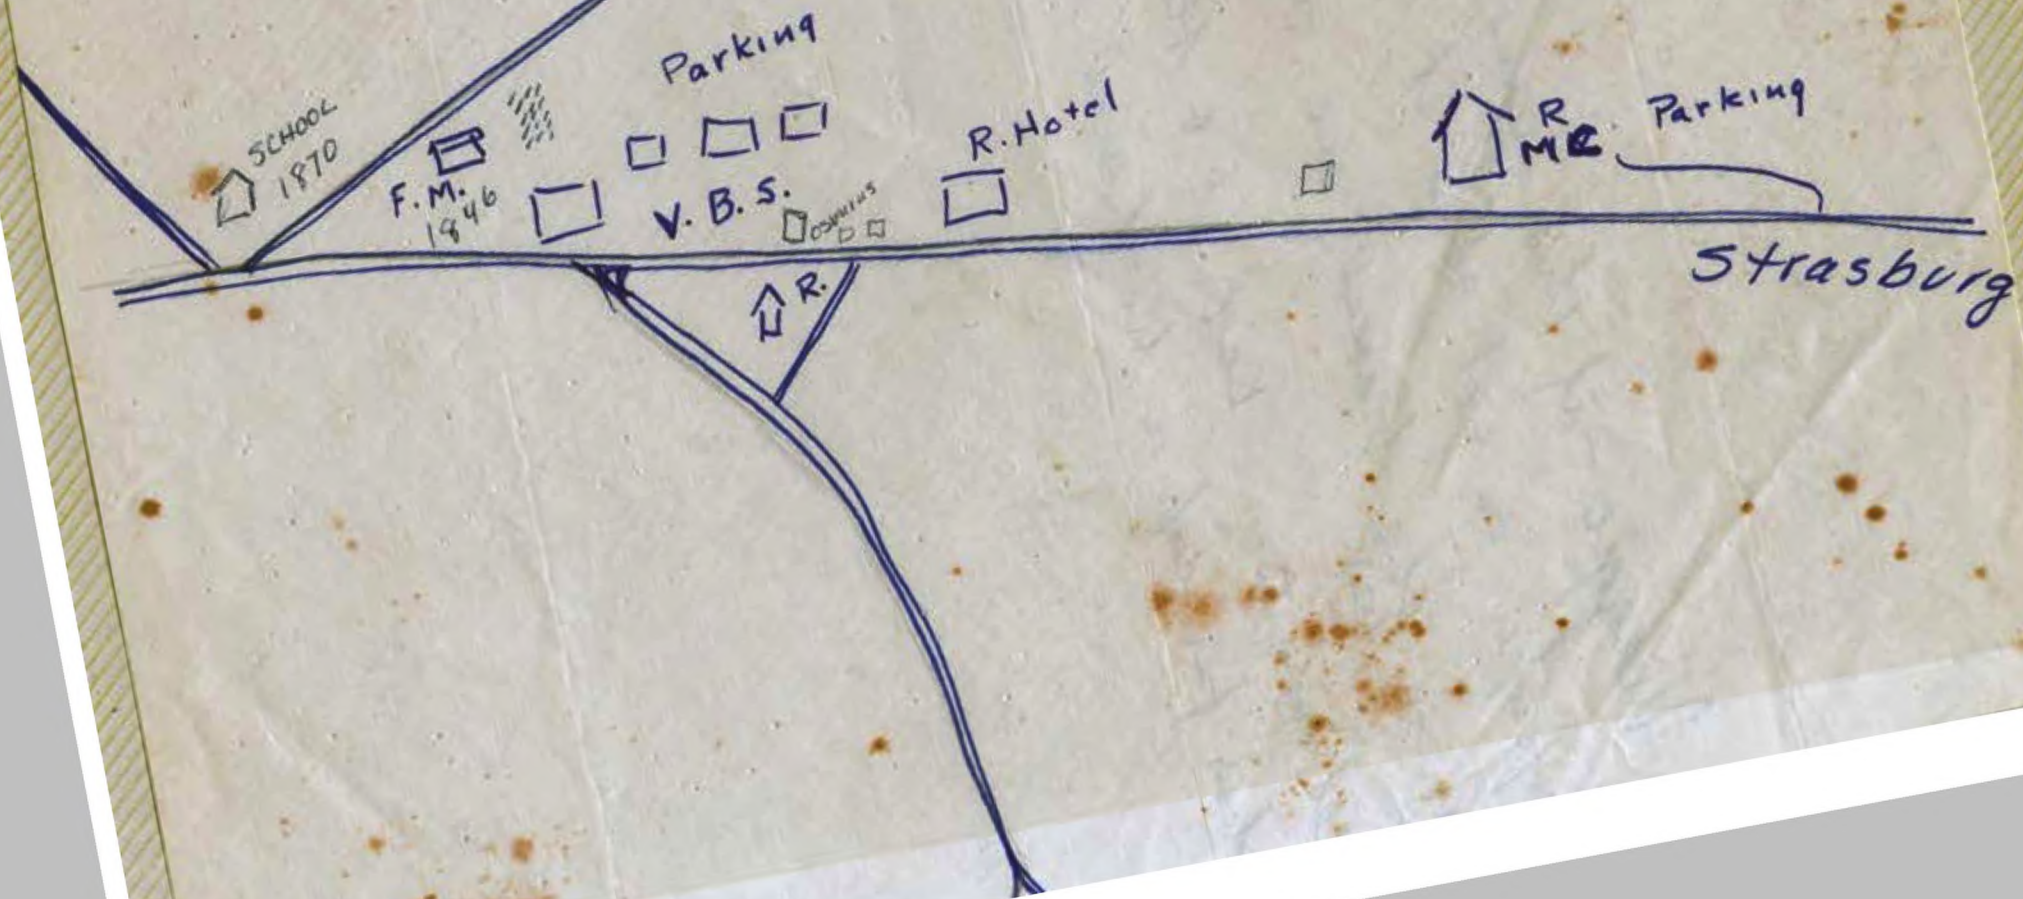 Parking
SCHOOL
1870
F. M.
1846
V. B. S.
R. Hotel
R
Parking
R.
Strasburg